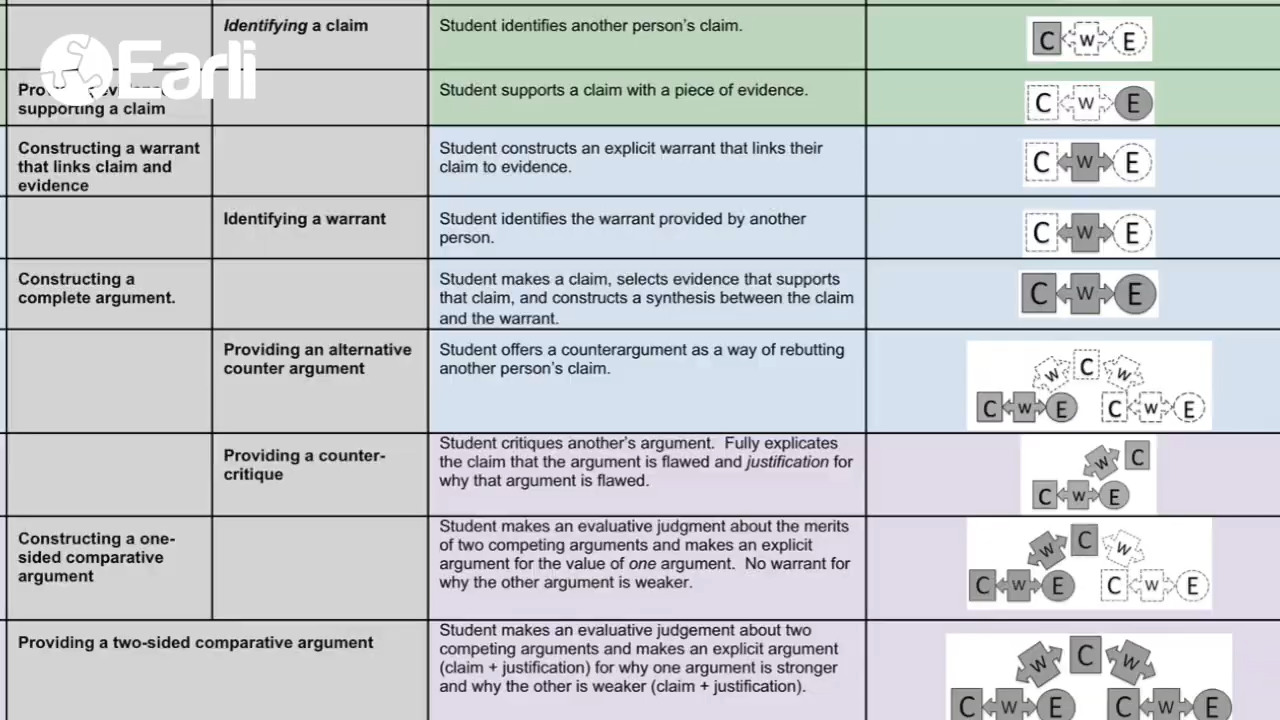 Identifying a claim
Student identifies another person's claim.
C w E
Earli
supporting a claim
Student supports a claim with a piece of evidence.
C w E
Constructing a warrant
that links claim and
evidence
Student constructs an explicit warrant that links their
claim to evidence.
C w E
Identifying a warrant
Student identifies the warrant provided by another
person.
C w E
Constructing a
complete argument.
Student makes a claim, selects evidence that supports
that claim, and constructs a synthesis between the claim
and the warrant.
C w E
Providing an alternative
counter argument
Student offers a counterargument as a way of rebutting
another person's claim.
w C w
C w E C w E
Providing a counter-
critique
Student critiques another's argument. Fully explicates
the claim that the argument is flawed and justification for
why that argument is flawed.
w C
C w E
Constructing a one-
sided comparative
argument
Student makes an evaluative judgment about the merits
of two competing arguments and makes an explicit
argument for the value of one argument. No warrant for
why the other argument is weaker.
w C w
C w E C w E
Providing a two-sided comparative argument
Student makes an evaluative judgement about two
competing arguments and makes an explicit argument
(claim + justification) for why one argument is stronger
and why the other is weaker (claim + justification).
w C w
C w E C w E